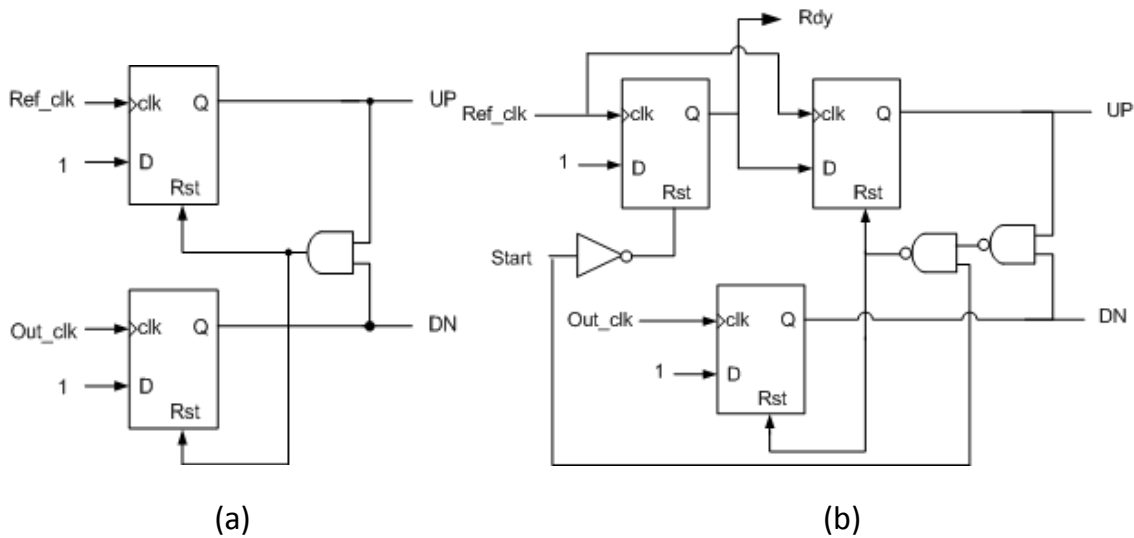 Ref_clk
clk
Q
UP
1
D
Rst
Out_clk
clk
Q
DN
1
D
Rst
(a)
Rdy
Ref_clk
clk
Q
1
D
Rst
clk
Q
UP
D
Rst
Start
Out_clk
clk
Q
DN
1
D
Rst
(b)